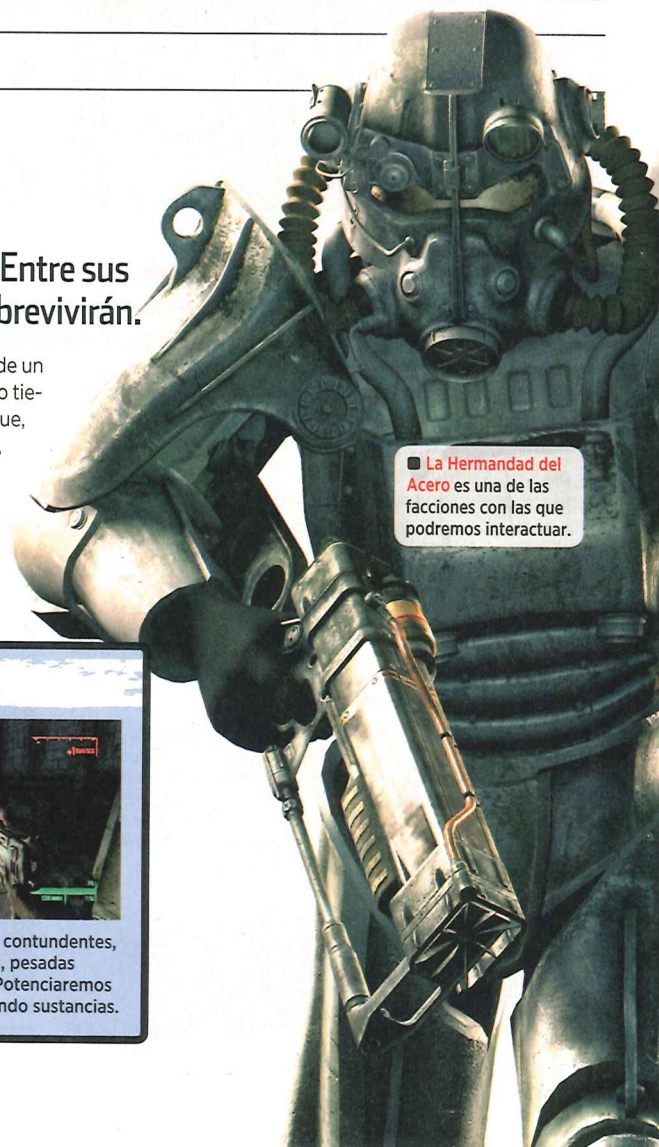 Entre sus
brevivirán.
de un
o tie-
ue,
La Hermandad del
Acero es una de las
facciones con las que
podremos interactuar.
contundentes,
, pesadas
Potenciaremos
ndo sustancias.